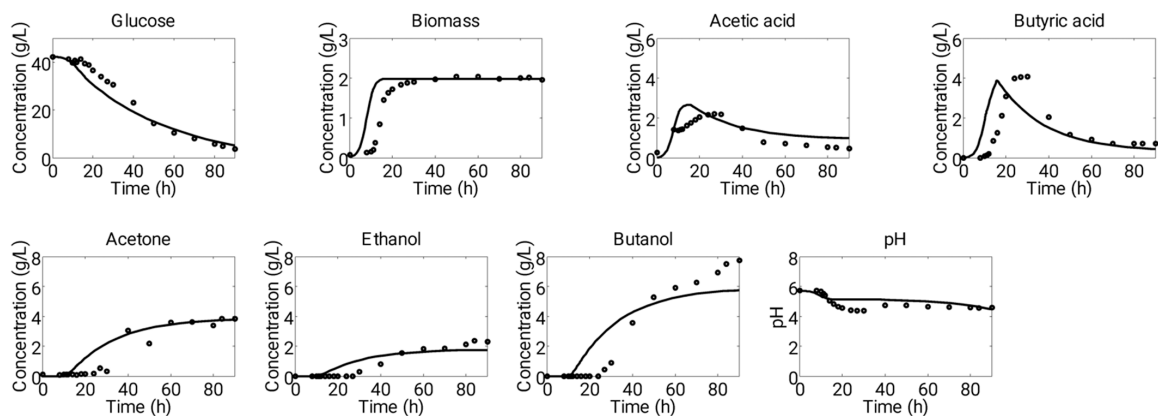 Glucose
Biomass
Acetic acid
Butyric acid
Concentration (g/L)
40
20
0
0 20 40 60 80
Time (h)
Concentration (g/L)
3
2
1
0
0 20 40 60 80
Time (h)
Concentration (g/L)
6
4
2
0
0 20 40 60 80
Time (h)
Concentration (g/L)
6
4
2
0
0 20 40 60 80
Time (h)
Acetone
Ethanol
Butanol
pH
Concentration (g/L)
8
6
4
2
0
0 20 40 60 80
Time (h)
Concentration (g/L)
8
6
4
2
0
0 20 40 60 80
Time (h)
Concentration (g/L)
8
6
4
2
0
0 20 40 60 80
Time (h)
pH
8
6
4
2
0
0 20 40 60 80
Time (h)